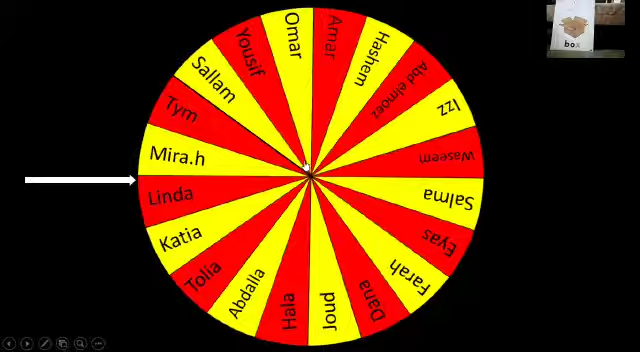 Omar
Amar
Hashem
Abd elmoez
Izz
Waseem
Salma
Eyas
Farah
Dana
Joud
Hala
Abdalla
Tolia
Katia
Linda
Mira.h
Tym
Sallam
Yousif
box